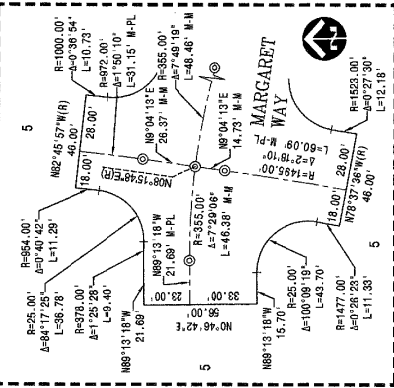 R=1000.00'
Δ=0°36'54"
L=10.73'
R=972.00'
Δ=1°50'10"
L=31.15' M-PL
R=355.00'
Δ=7°49'19"
L=48.46' M-M
N82°45'57"W(R)
46.00'
18.00'
28.00'
5
R=954.00'
Δ=0°40'42"
L=11.29'
N08°15'48"E(R)
N9°04'13"E
26.37' M-M
MARGARET
WAY
N9°04'13"E
14.73' M-M
R=1495.00'
Δ=2°18'10"
L=60.09' M-PL
R=25.00'
Δ=84°17'25"
L=36.78'
R=378.00'
Δ=1°25'28"
L=9.40'
N89°13'18"W
21.69'
N89°13'18"W
21.69' M-PL
R=355.00'
Δ=7°29'06"
L=46.38' M-M
23.00'
33.00'
56.00'
N0°46'42"E
5
N89°13'18"W
15.70'
R=25.00'
Δ=100°09'19"
L=43.70'
R=1477.00'
Δ=0°26'23"
L=11.33'
18.00'
28.00'
N78°37'36"W(R)
46.00'
R=1523.00'
Δ=0°27'30"
L=12.18'
5